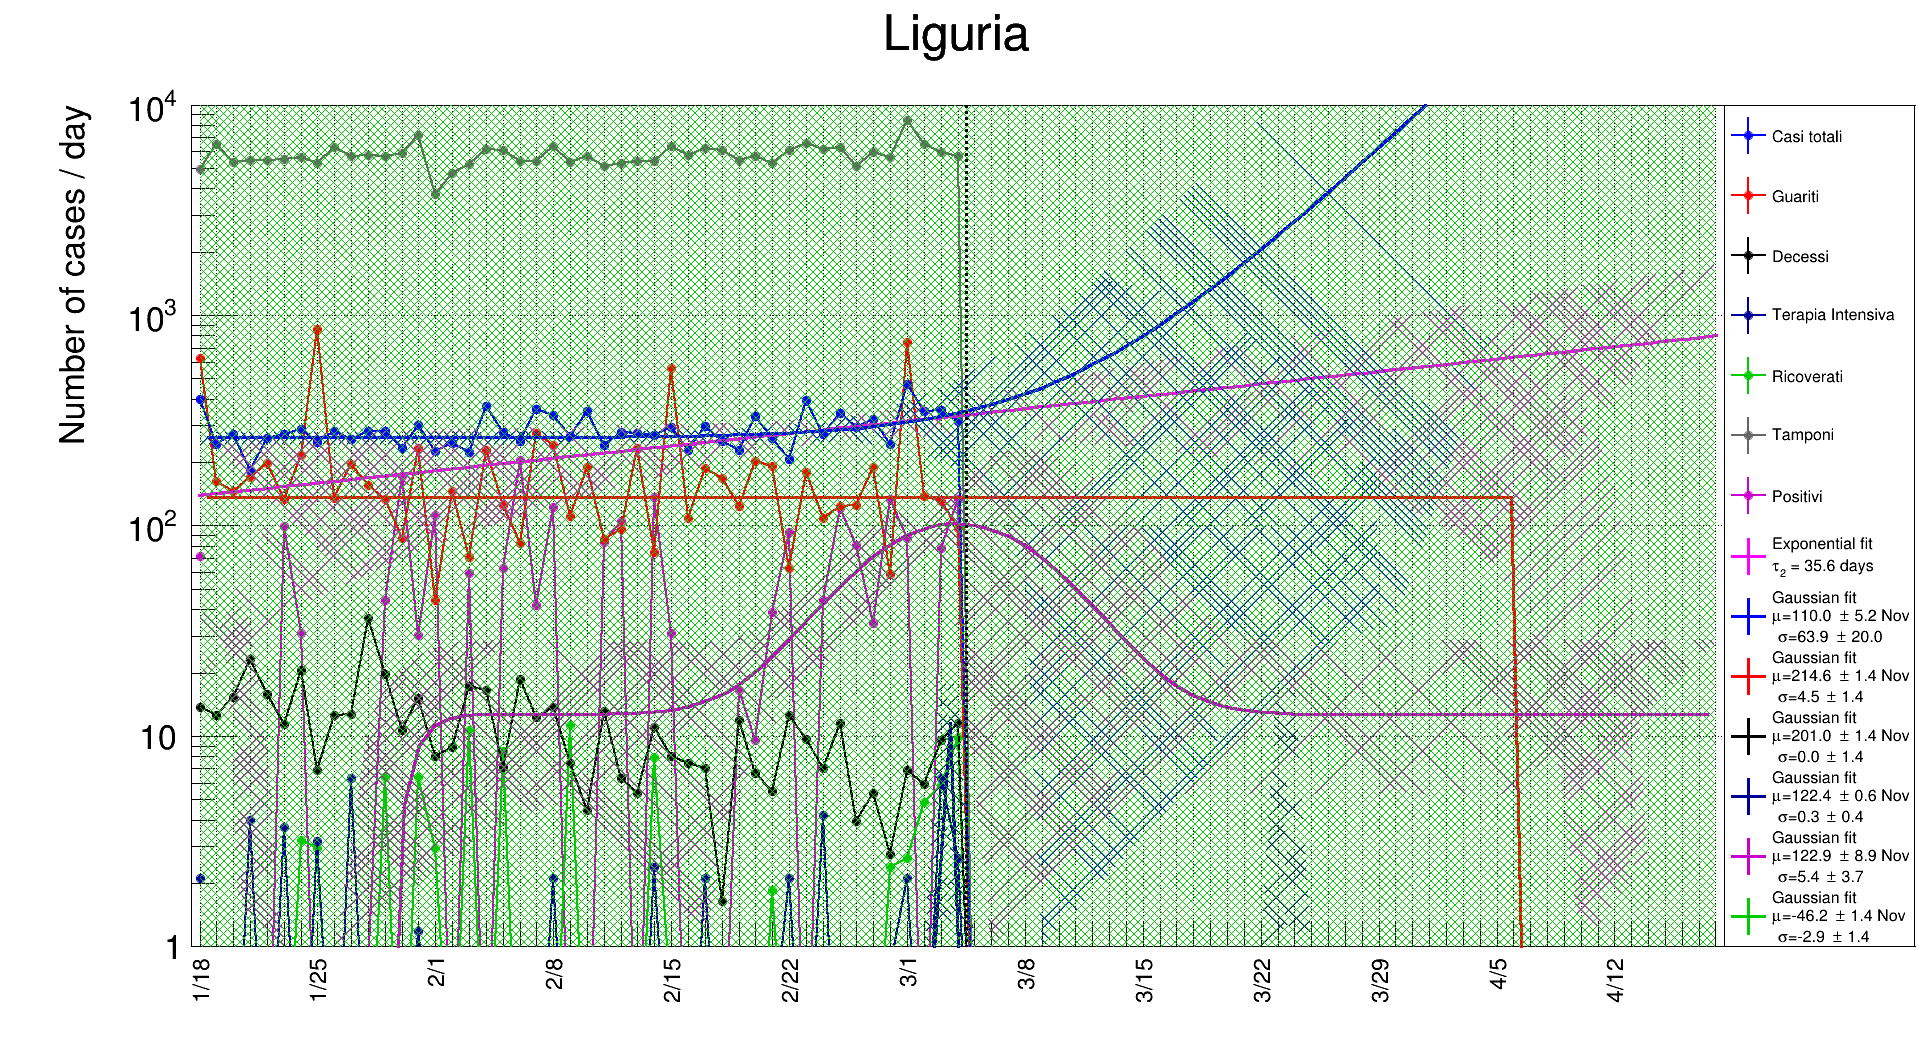 Liguria
Number of cases / day
10^4
10^3
10^2
10
1
1/18
1/25
2/1
2/8
2/15
2/22
3/1
3/8
3/15
3/22
3/29
4/5
4/12
Casi totali
Guariti
Decessi
Terapia Intensiva
Ricoverati
Tamponi
Positivi
Exponential fit
τ₂ = 35.6 days
Gaussian fit
μ=110.0 ± 5.2 Nov
σ=63.9 ± 20.0
Gaussian fit
μ=214.6 ± 1.4 Nov
σ=4.5 ± 1.4
Gaussian fit
μ=201.0 ± 1.4 Nov
σ=0.0 ± 1.4
Gaussian fit
μ=122.4 ± 0.6 Nov
σ=0.3 ± 0.4
Gaussian fit
μ=122.9 ± 8.9 Nov
σ=5.4 ± 3.7
Gaussian fit
μ=-46.2 ± 1.4 Nov
σ=-2.9 ± 1.4